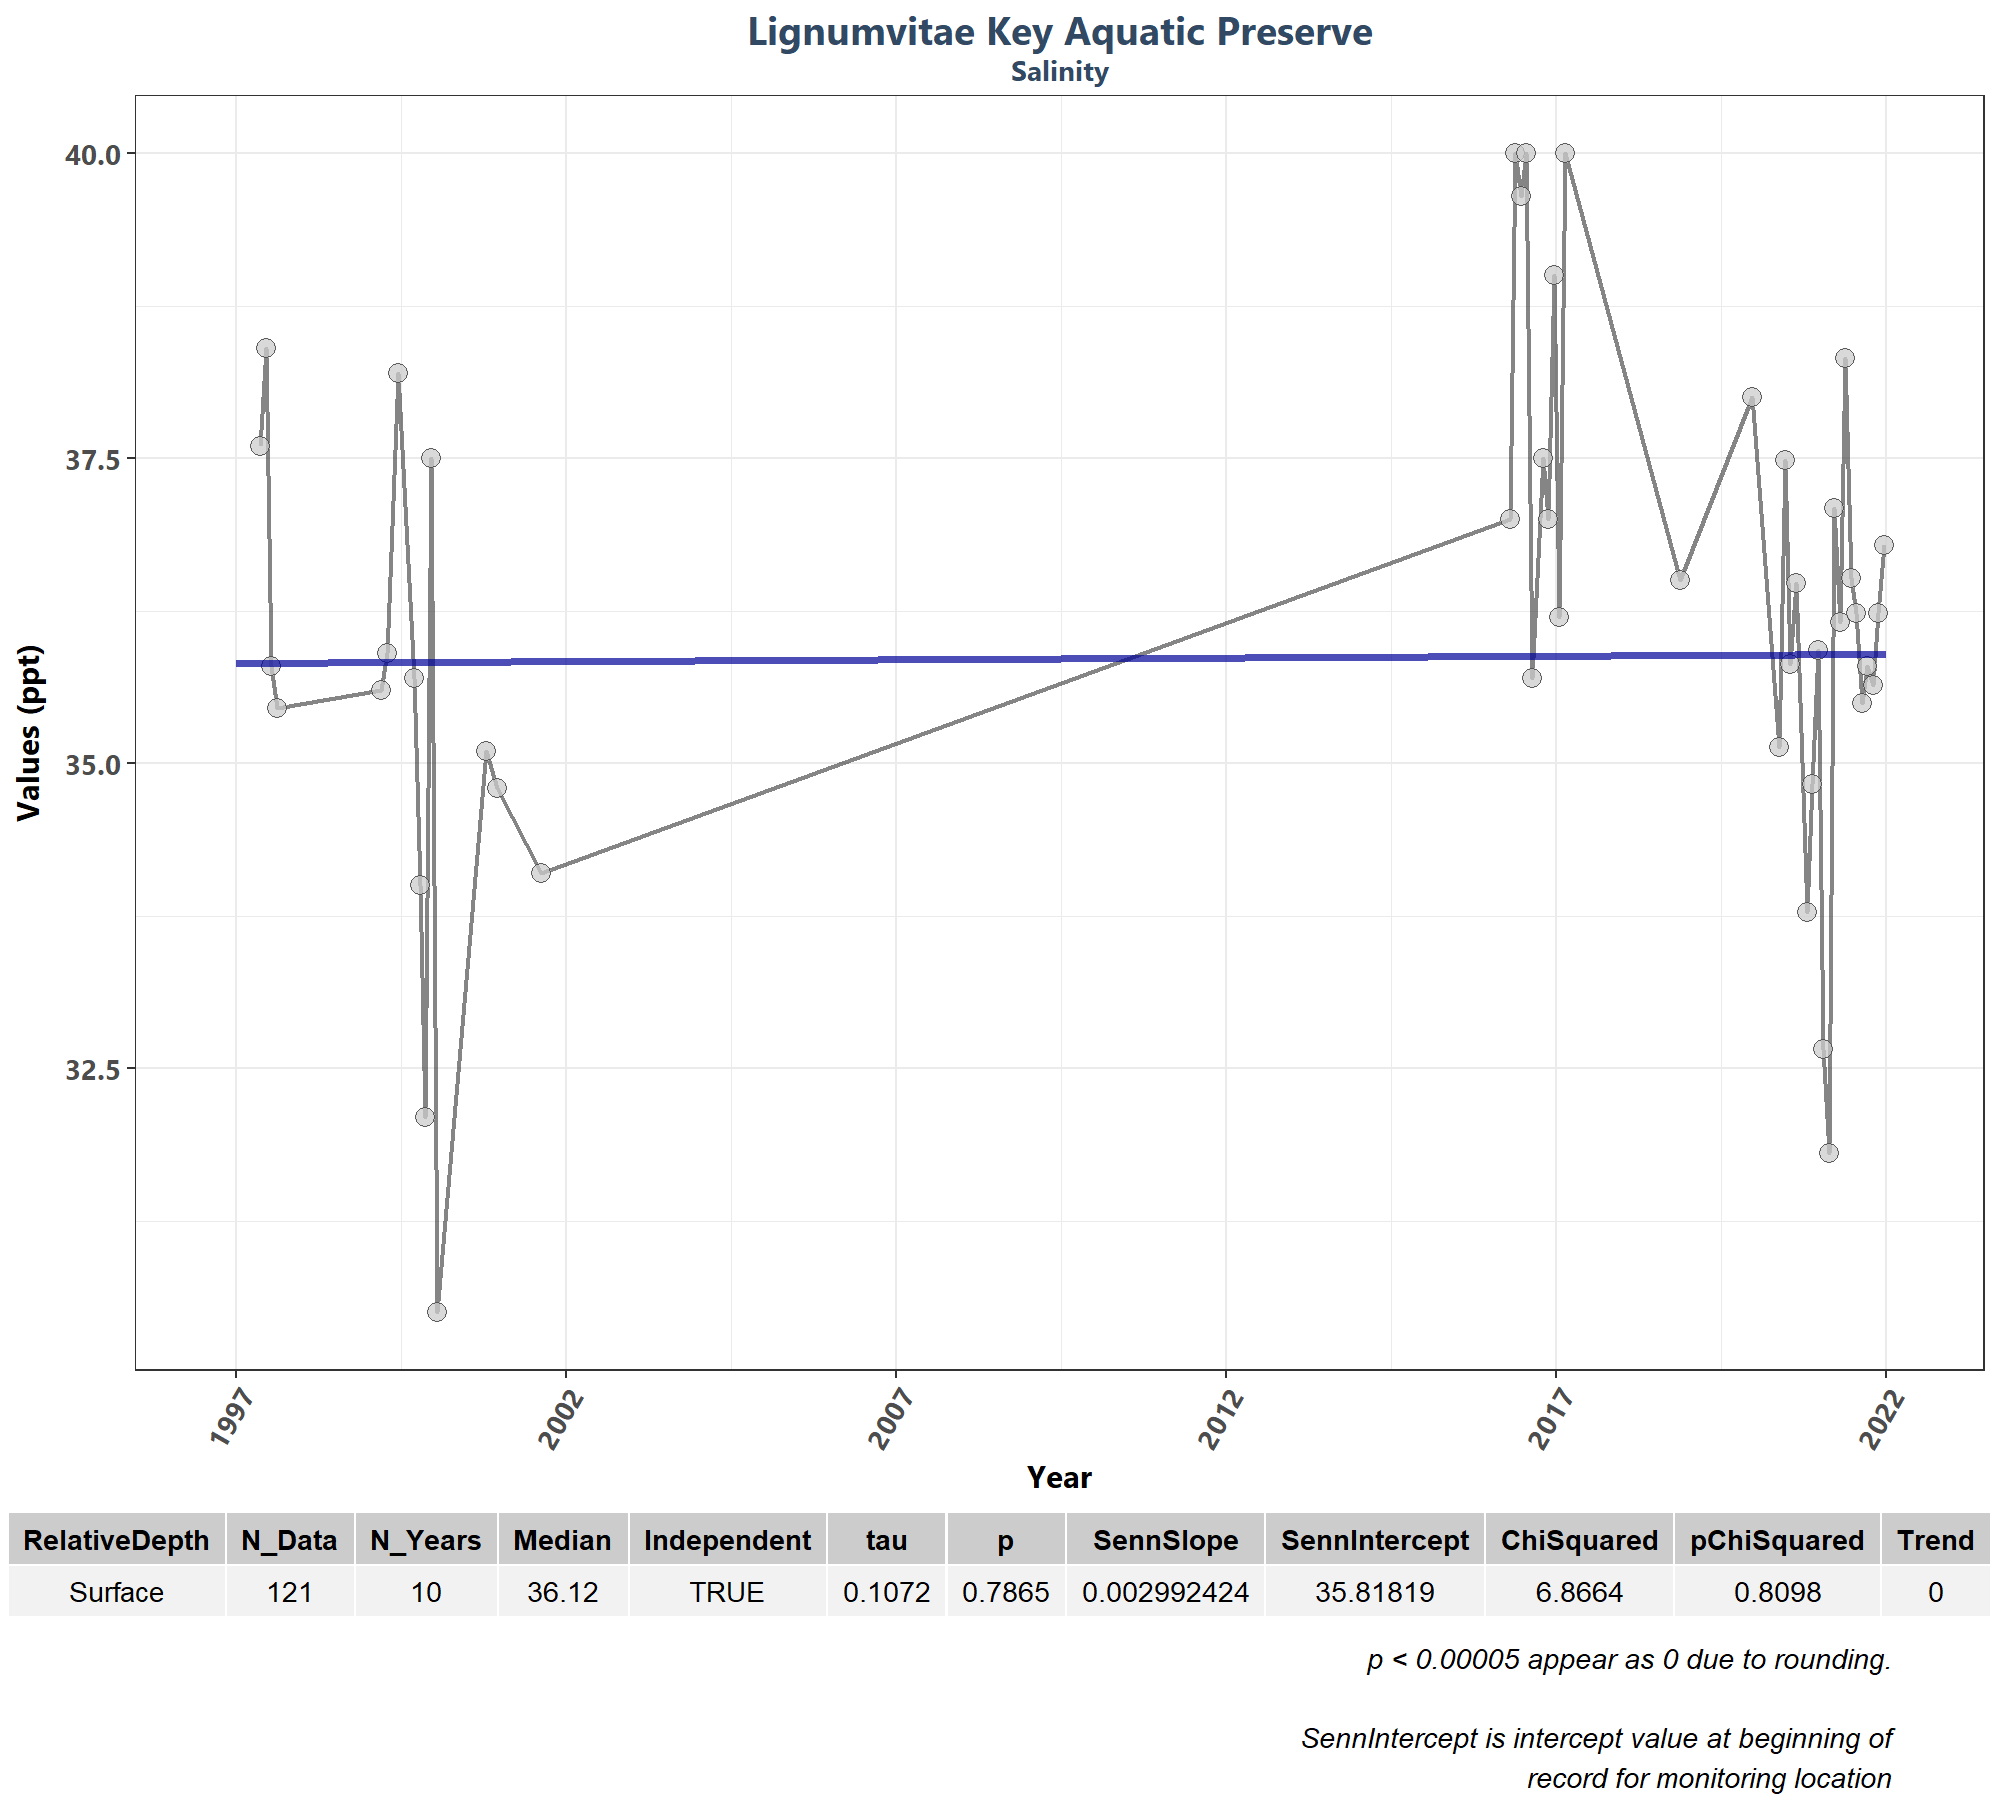 Lignumvitae Key Aquatic Preserve
Salinity
Values (ppt)
40.0
37.5
35.0
32.5
1997 2002 2007 2012 2017 2022
Year
RelativeDepth N_Data N_Years Median Independent tau p SennSlope SennIntercept ChiSquared pChiSquared Trend
Surface 121 10 36.12 TRUE 0.1072 0.7865 0.002992424 35.81819 6.8664 0.8098 0
p < 0.00005 appear as 0 due to rounding.
SennIntercept is intercept value at beginning of
record for monitoring location